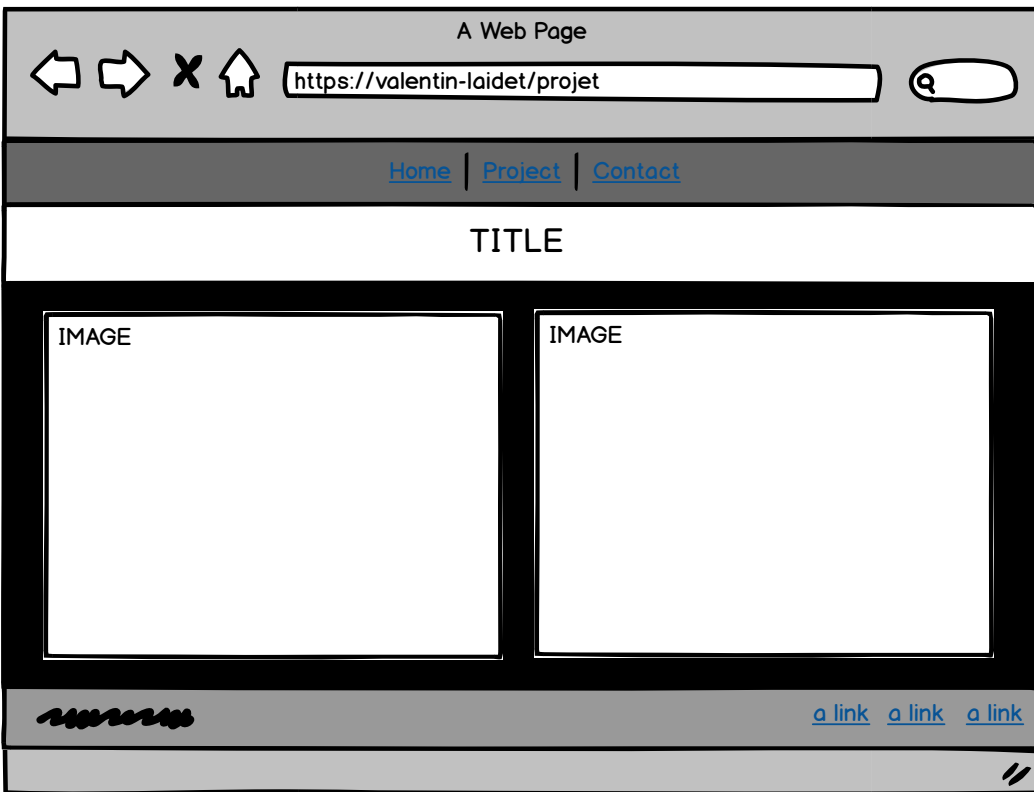 A Web Page
https://valentin-laidet/projet
Home Project Contact
TITLE
IMAGE IMAGE
a link a link a link